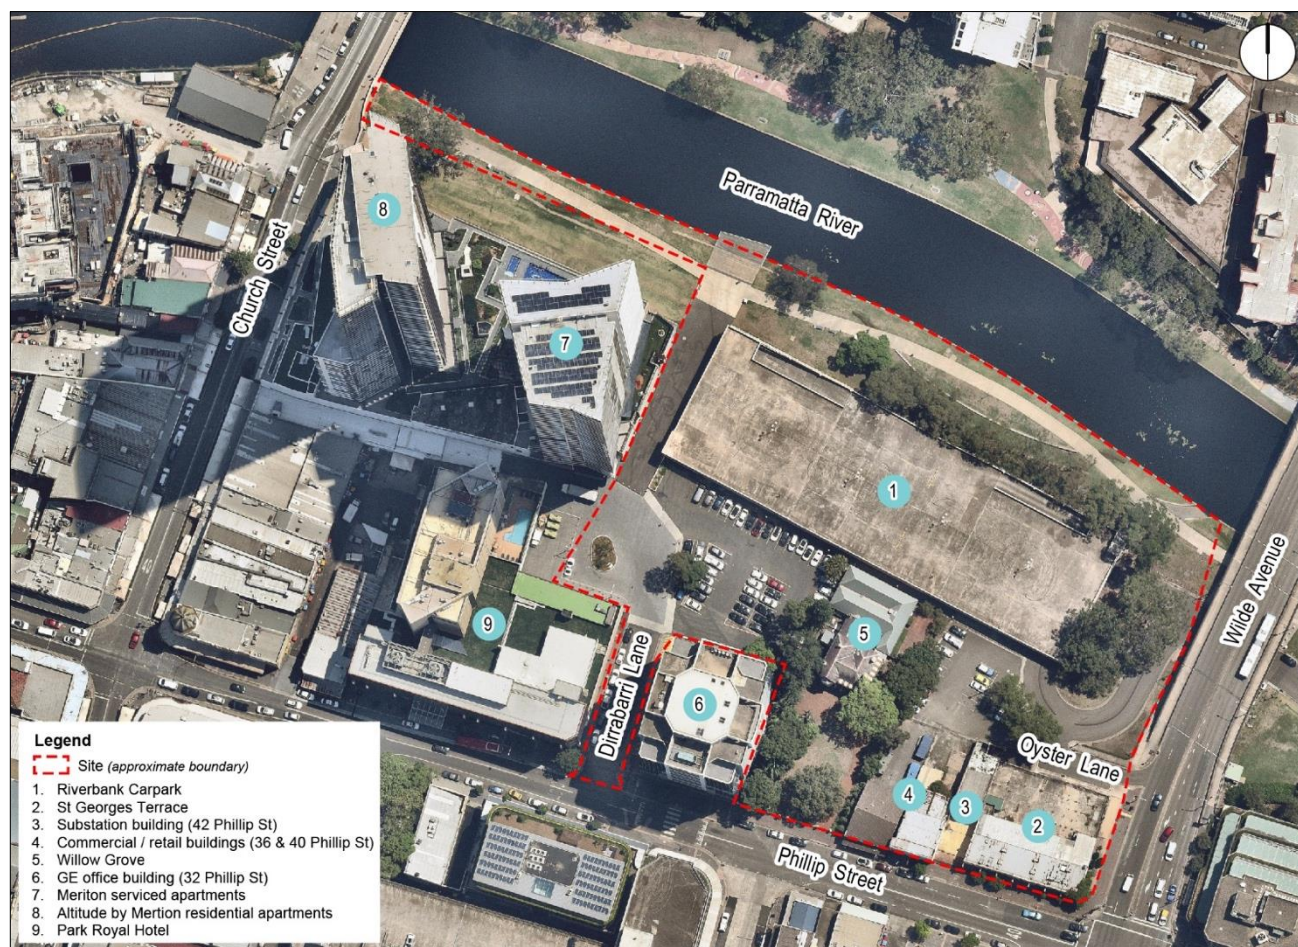 Parramatta River
8
Church Street
7
1
Wilde Avenue
5
9
Dirrabarri Lane
6
Oyster Lane
4
3
2
Phillip Street
Legend
Site (approximate boundary)
1. Riverbank Carpark
2. St Georges Terrace
3. Substation building (42 Phillip St)
4. Commercial / retail buildings (36 & 40 Phillip St)
5. Willow Grove
6. GE office building (32 Phillip St)
7. Meriton serviced apartments
8. Altitude by Mertion residential apartments
9. Park Royal Hotel